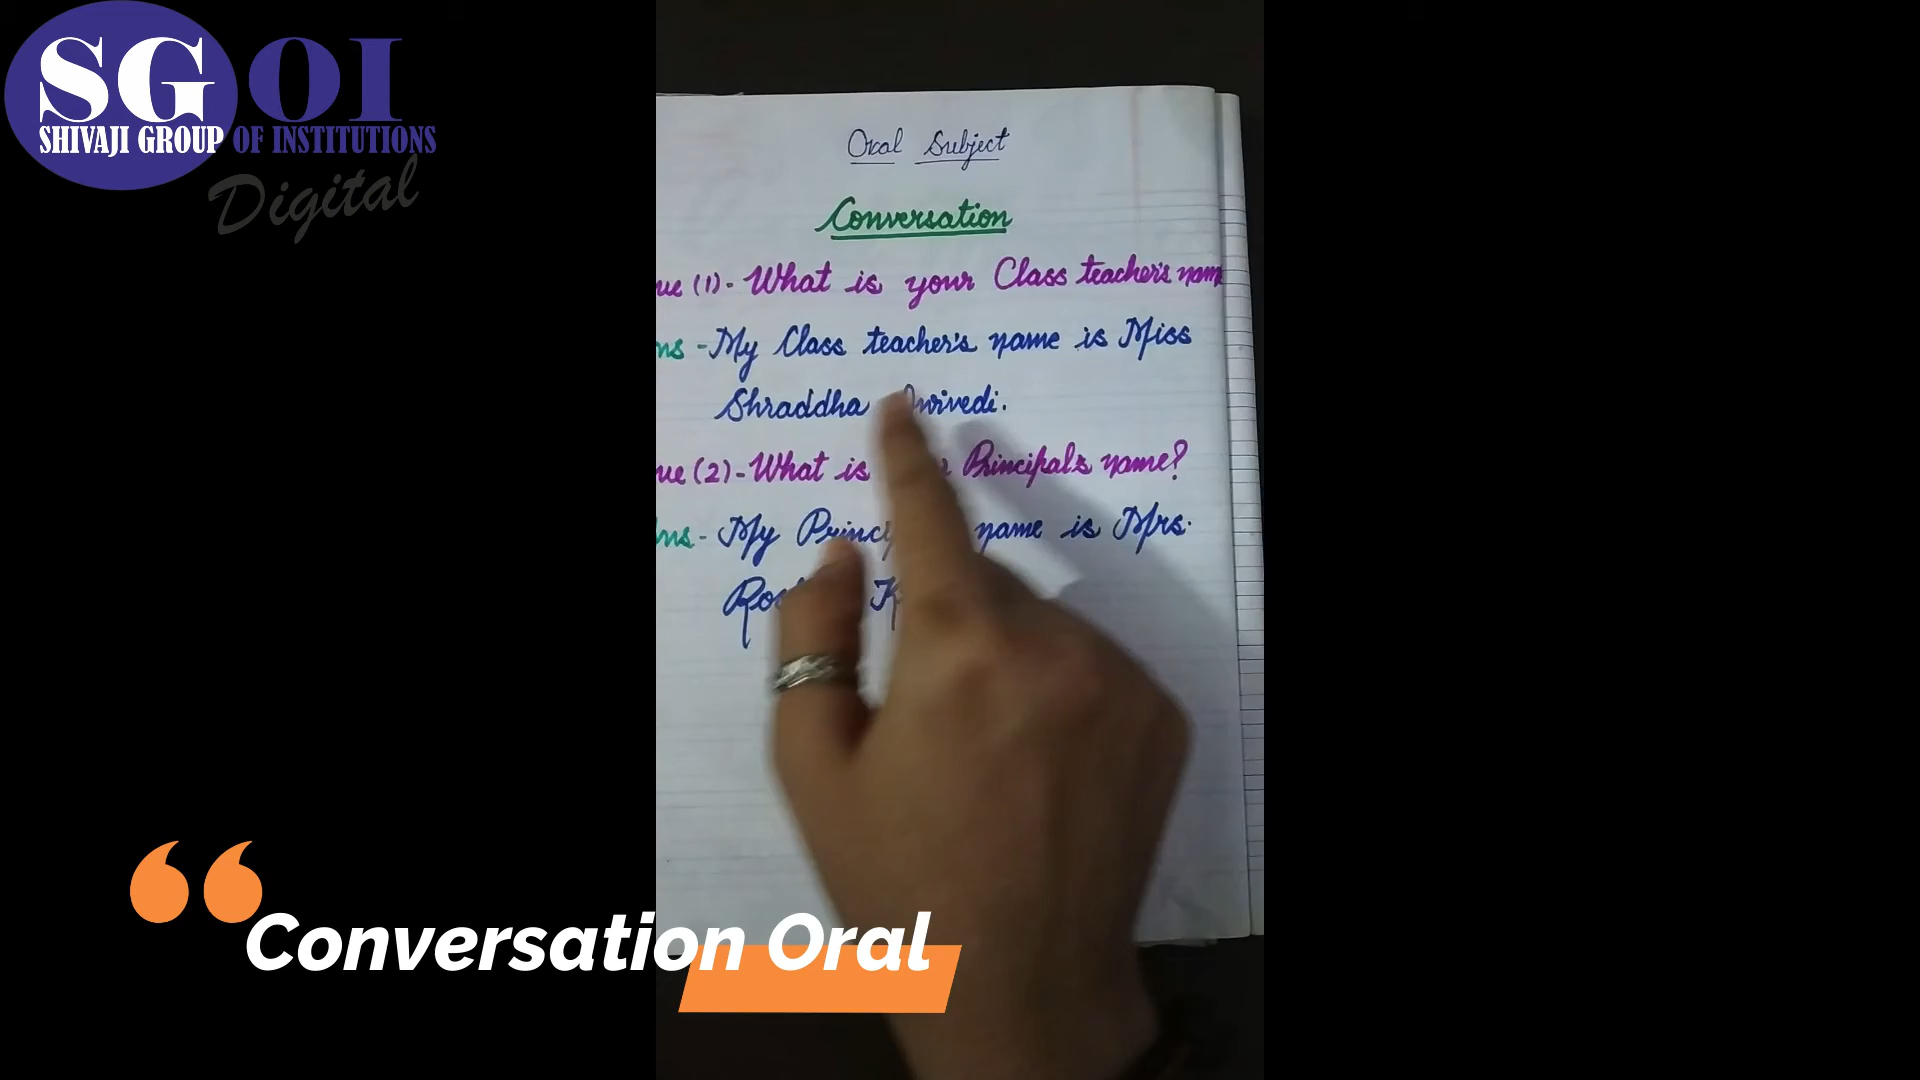 SGOI
SHIVAJI GROUP OF INSTITUTIONS
Digital
Oral Subject
Conversation
ue (1)- What is your Class teacher's nam
ns - My Class teacher's name is Miss
Shraddha
ue (2) - What is Principal's name?
Ans - My name is Mrs.
Conversation Oral